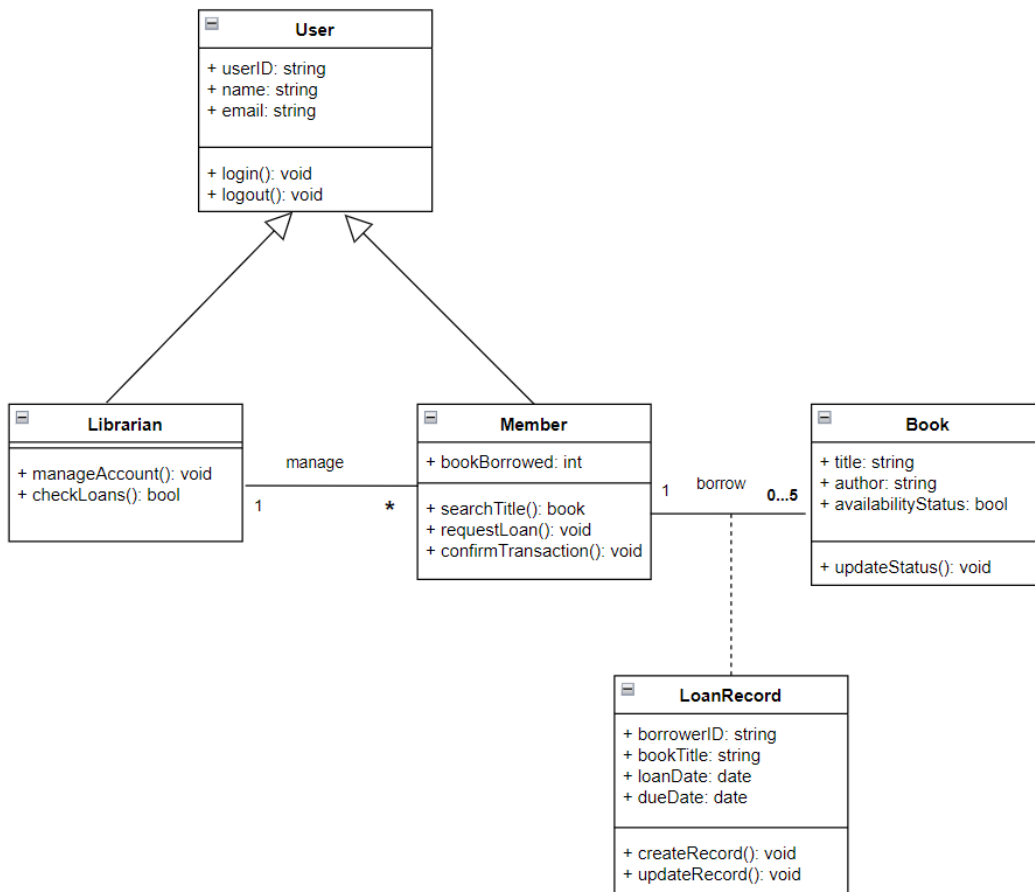 User
+ userID: string
+ name: string
+ email: string
+ login(): void
+ logout(): void
Librarian
+ manageAccount(): void
+ checkLoans(): bool
manage
1
*
Member
+ bookBorrowed: int
+ searchTitle(): book
+ requestLoan(): void
+ confirmTransaction(): void
borrow
1
0...5
Book
+ title: string
+ author: string
+ availabilityStatus: bool
+ updateStatus(): void
LoanRecord
+ borrowerID: string
+ bookTitle: string
+ loanDate: date
+ dueDate: date
+ createRecord(): void
+ updateRecord(): void